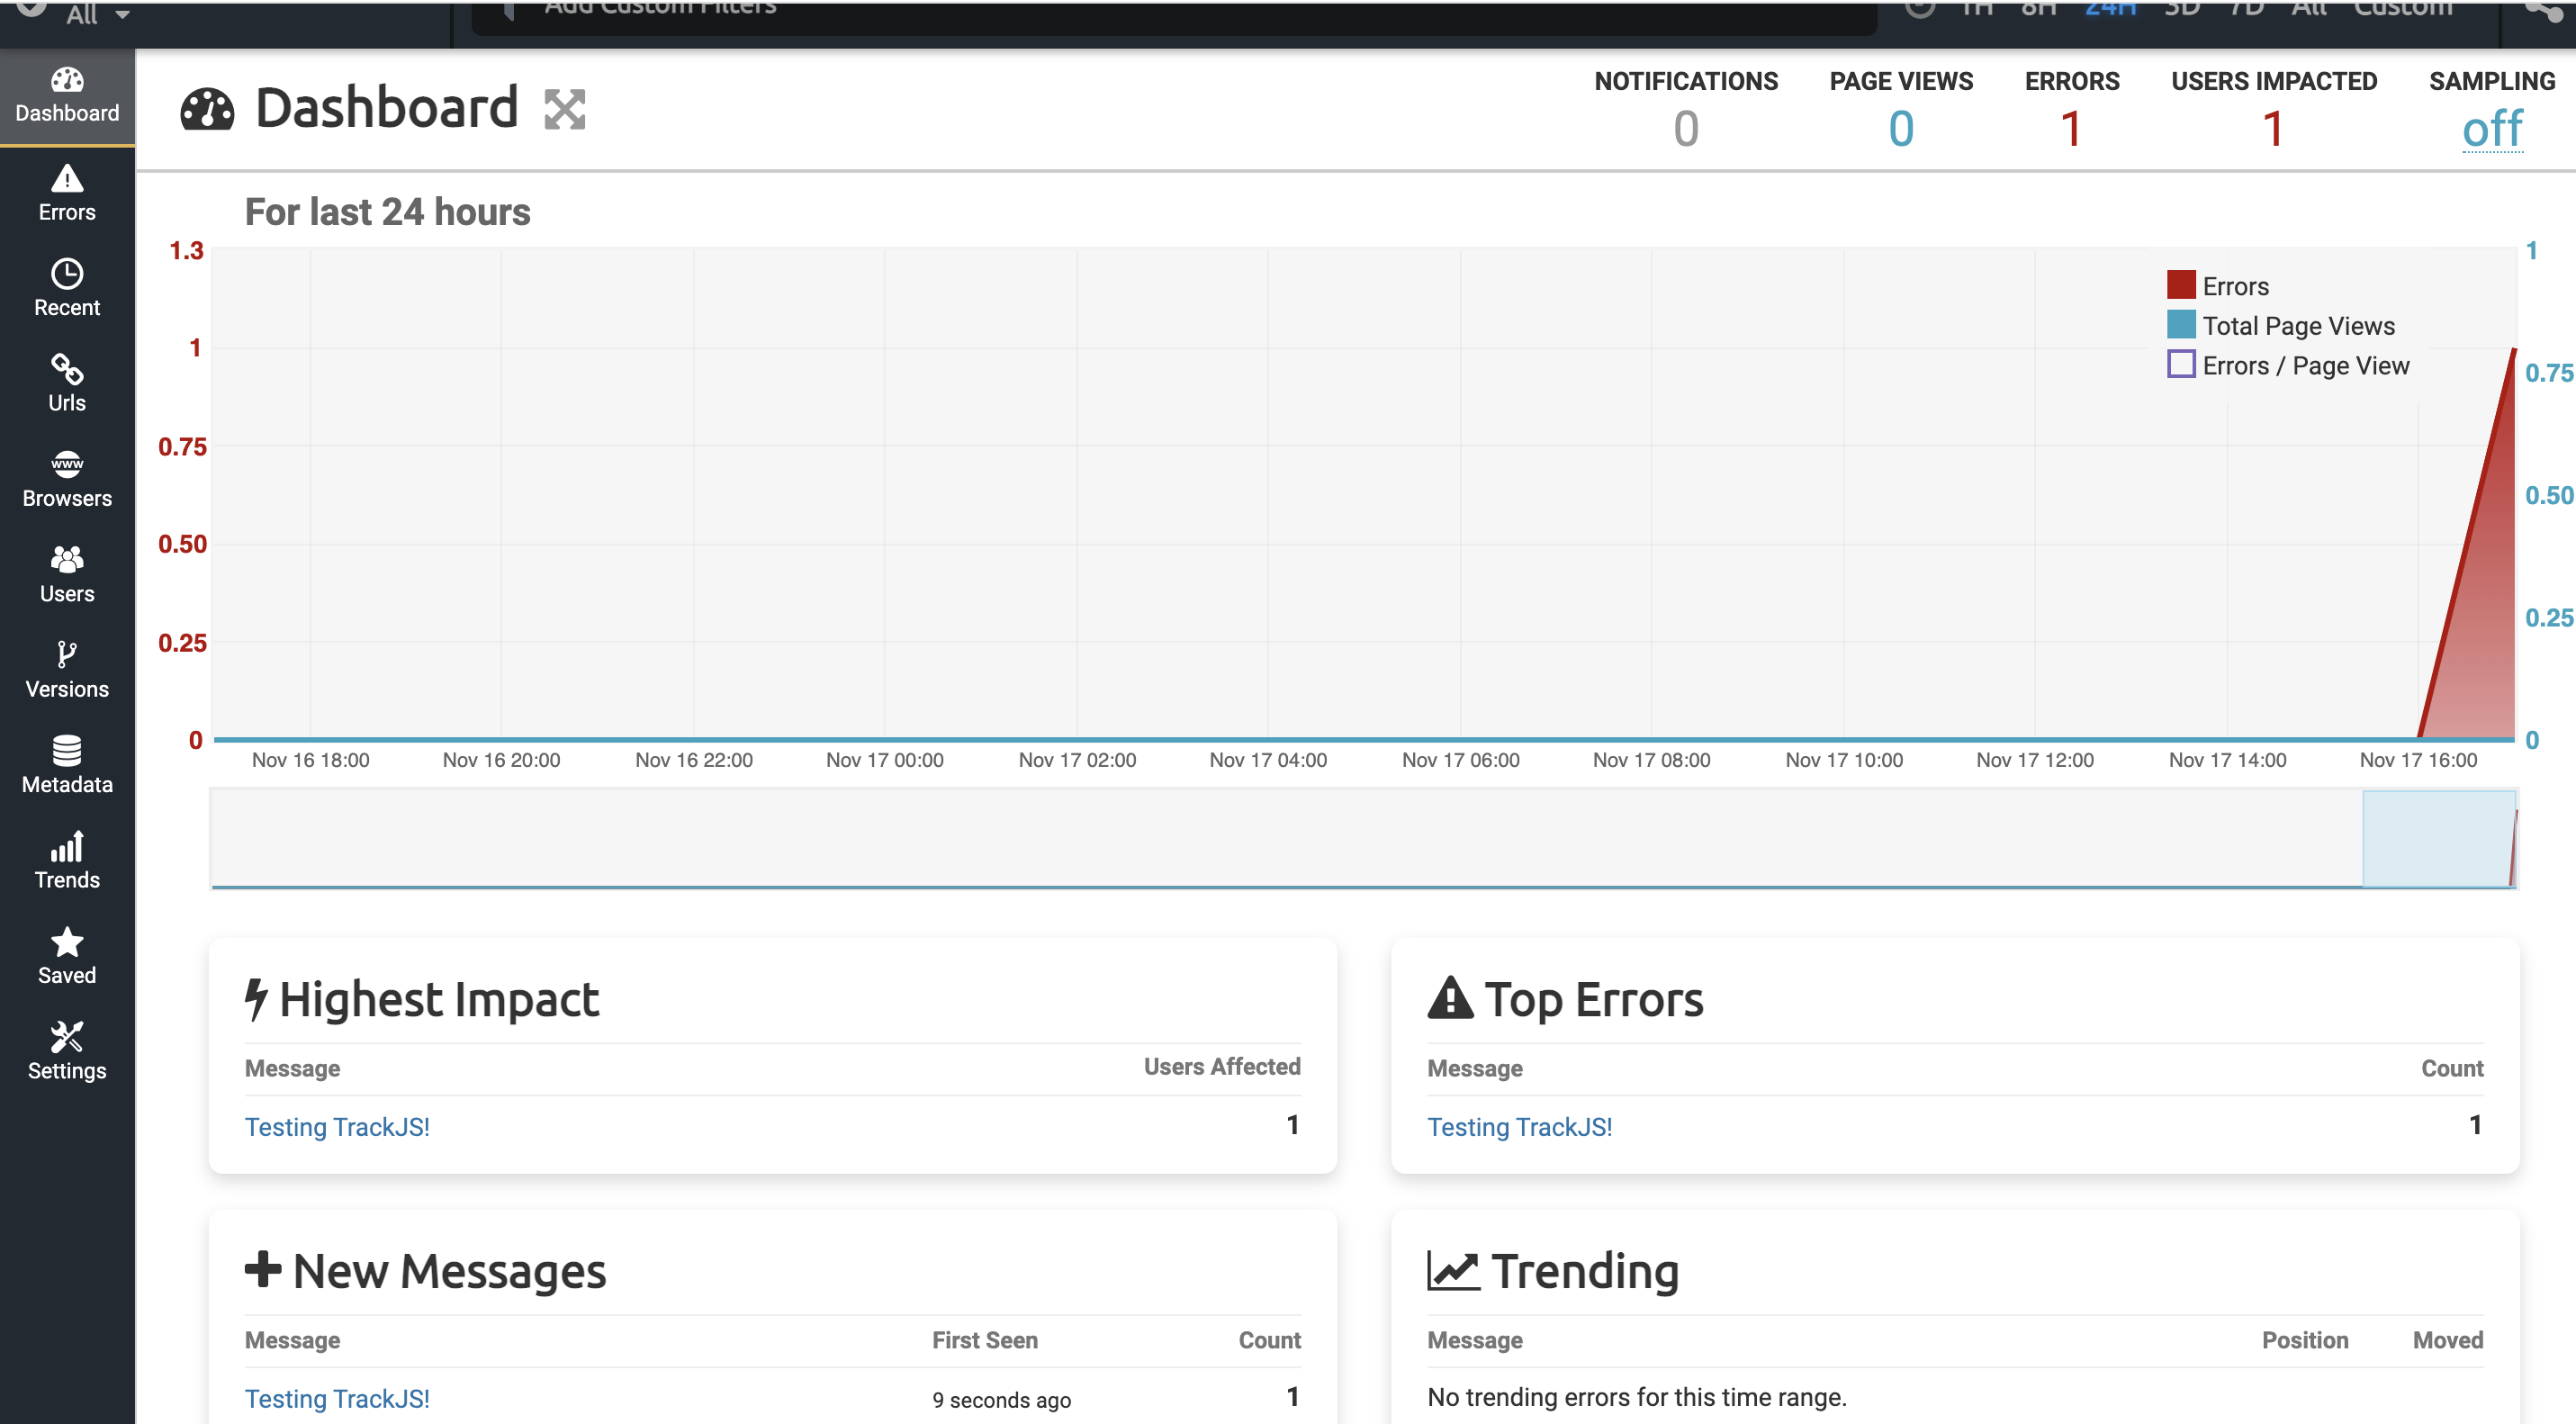 All
Add Custom Filters
1H 8H 24H 3D 7D All Custom
Dashboard
Errors
Recent
Urls
www
Browsers
Users
Versions
Metadata
Trends
Saved
Settings
Dashboard
NOTIFICATIONS PAGE VIEWS ERRORS USERS IMPACTED SAMPLING
0 0 1 1 off
For last 24 hours
1.3
1
0.75
0.50
0.25
0
1
0.75
0.50
0.25
0
Errors
Total Page Views
Errors / Page View
Nov 16 18:00 Nov 16 20:00 Nov 16 22:00 Nov 17 00:00 Nov 17 02:00 Nov 17 04:00 Nov 17 06:00 Nov 17 08:00 Nov 17 10:00 Nov 17 12:00 Nov 17 14:00 Nov 17 16:00
Highest Impact
Message Users Affected
Testing TrackJS! 1
Top Errors
Message Count
Testing TrackJS! 1
New Messages
Message First Seen Count
Testing TrackJS! 9 seconds ago 1
Trending
Message Position Moved
No trending errors for this time range.